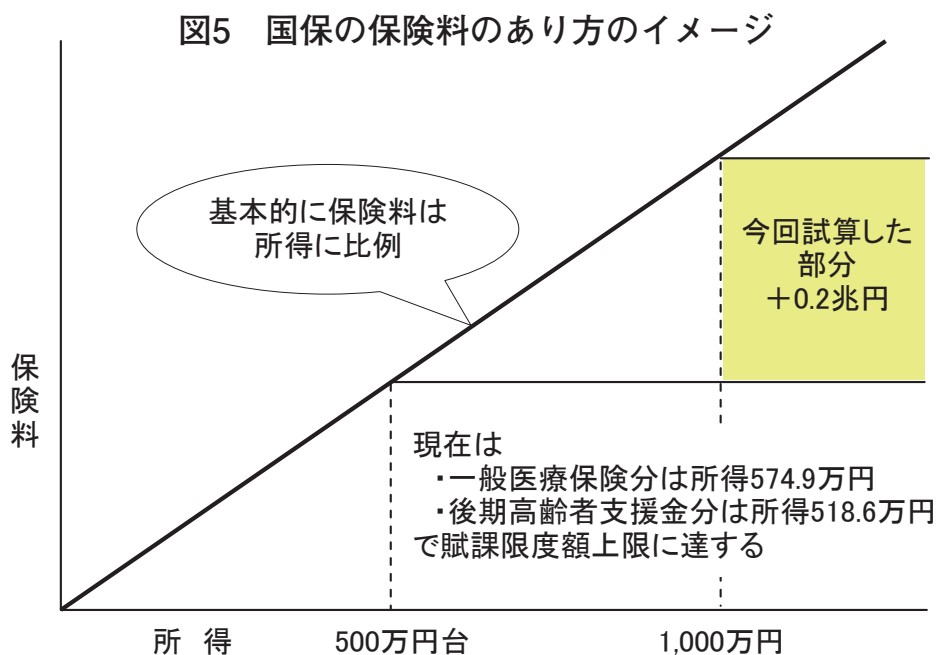 図5　国保の保険料のあり方のイメージ
基本的に保険料は
所得に比例
今回試算した
部分
＋0.2兆円
保険料
現在は
・一般医療保険分は所得574.9万円
・後期高齢者支援金分は所得518.6万円
で賦課限度額上限に達する
所　得
500万円台
1,000万円